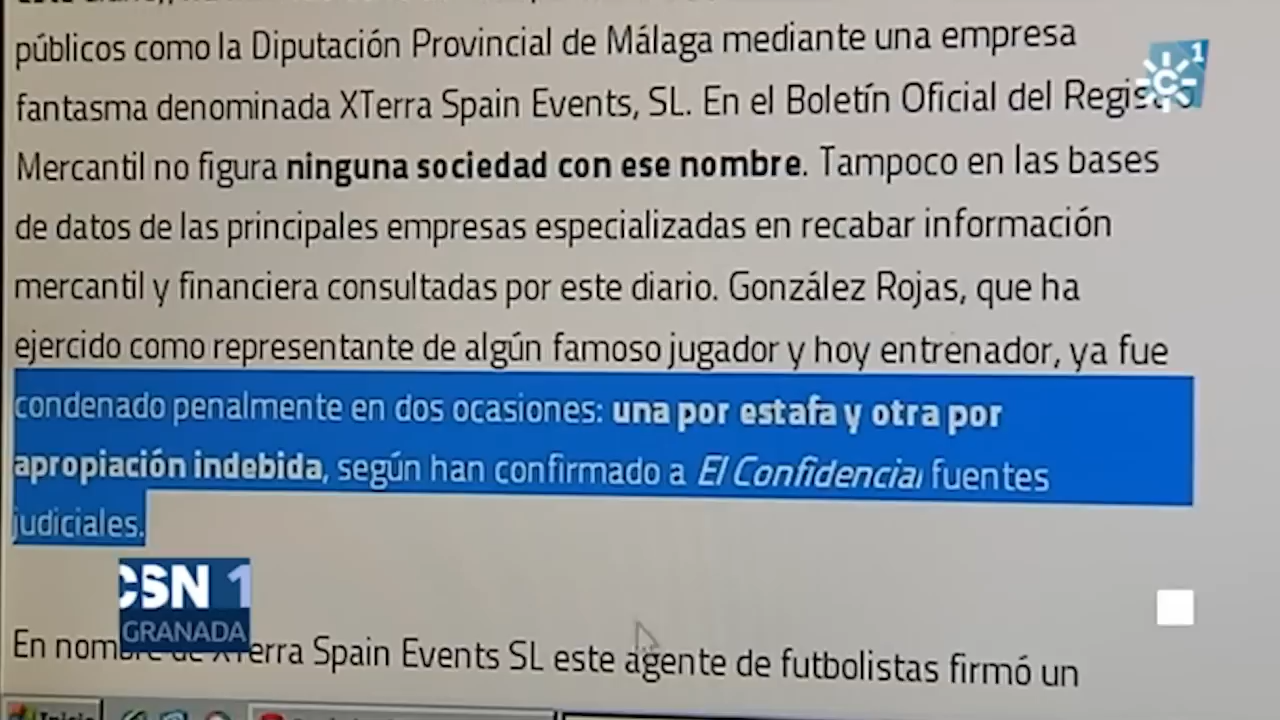 públicos como la Diputación Provincial de Málaga mediante una empresa
fantasma denominada XTerra Spain Events, SL. En el Boletín Oficial del
Mercantil no figura ninguna sociedad con ese nombre. Tampoco en las bases
de datos de las principales empresas especializadas en recabar información
mercantil y financiera consultadas por este diario. González Rojas, que ha
ejercido como representante de algún famoso jugador y hoy entrenador, ya fue
condenado penalmente en dos ocasiones: una por estafa y otra por
apropiación indebida, según han confirmado a El Confidencial fuentes
judiciales.
CSN 1
GRANADA
En nombre de XTerra Spain Events SL este agente de futbolistas firmó un
Inicio
1